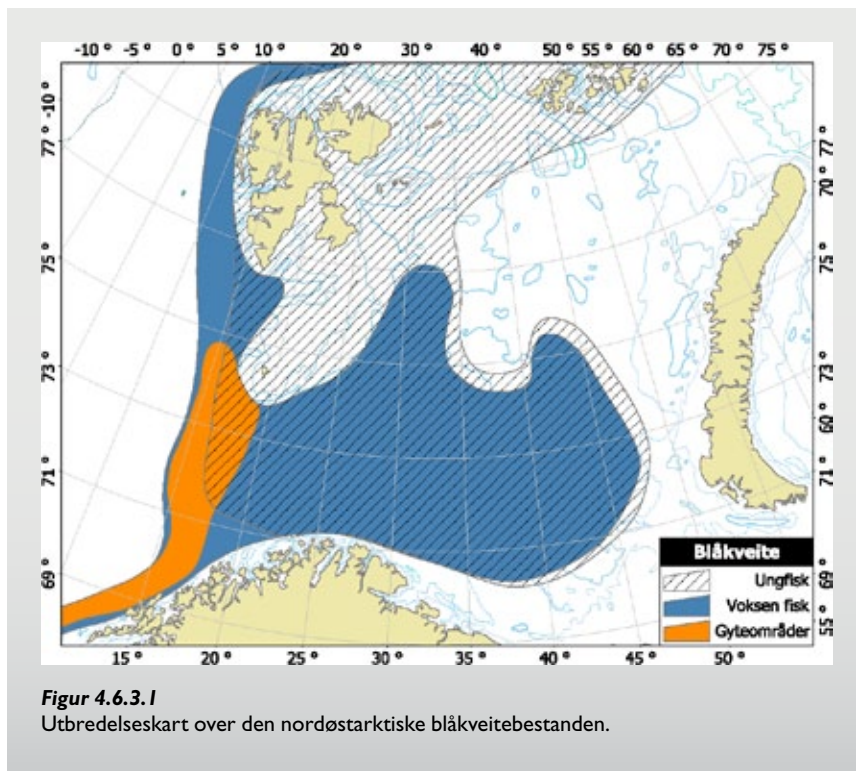 -10 ° -5 ° 0 ° 5 ° 10 ° 20 ° 30 ° 40 ° 50 ° 55 ° 60 ° 65 ° 70 ° 75 °
-10 °
77 °
75 °
73 °
71 °
69 °
77 °
70 °
75 °
73 °
60 °
71 °
69 °
55 °
Blåkveite
Ungfisk
Voksen fisk
Gyteområder
15 ° 20 ° 25 ° 30 ° 35 ° 40 ° 45 ° 50 °
Figur 4.6.3.1
Utbredelseskart over den nordøstarktiske blåkveitebestanden.